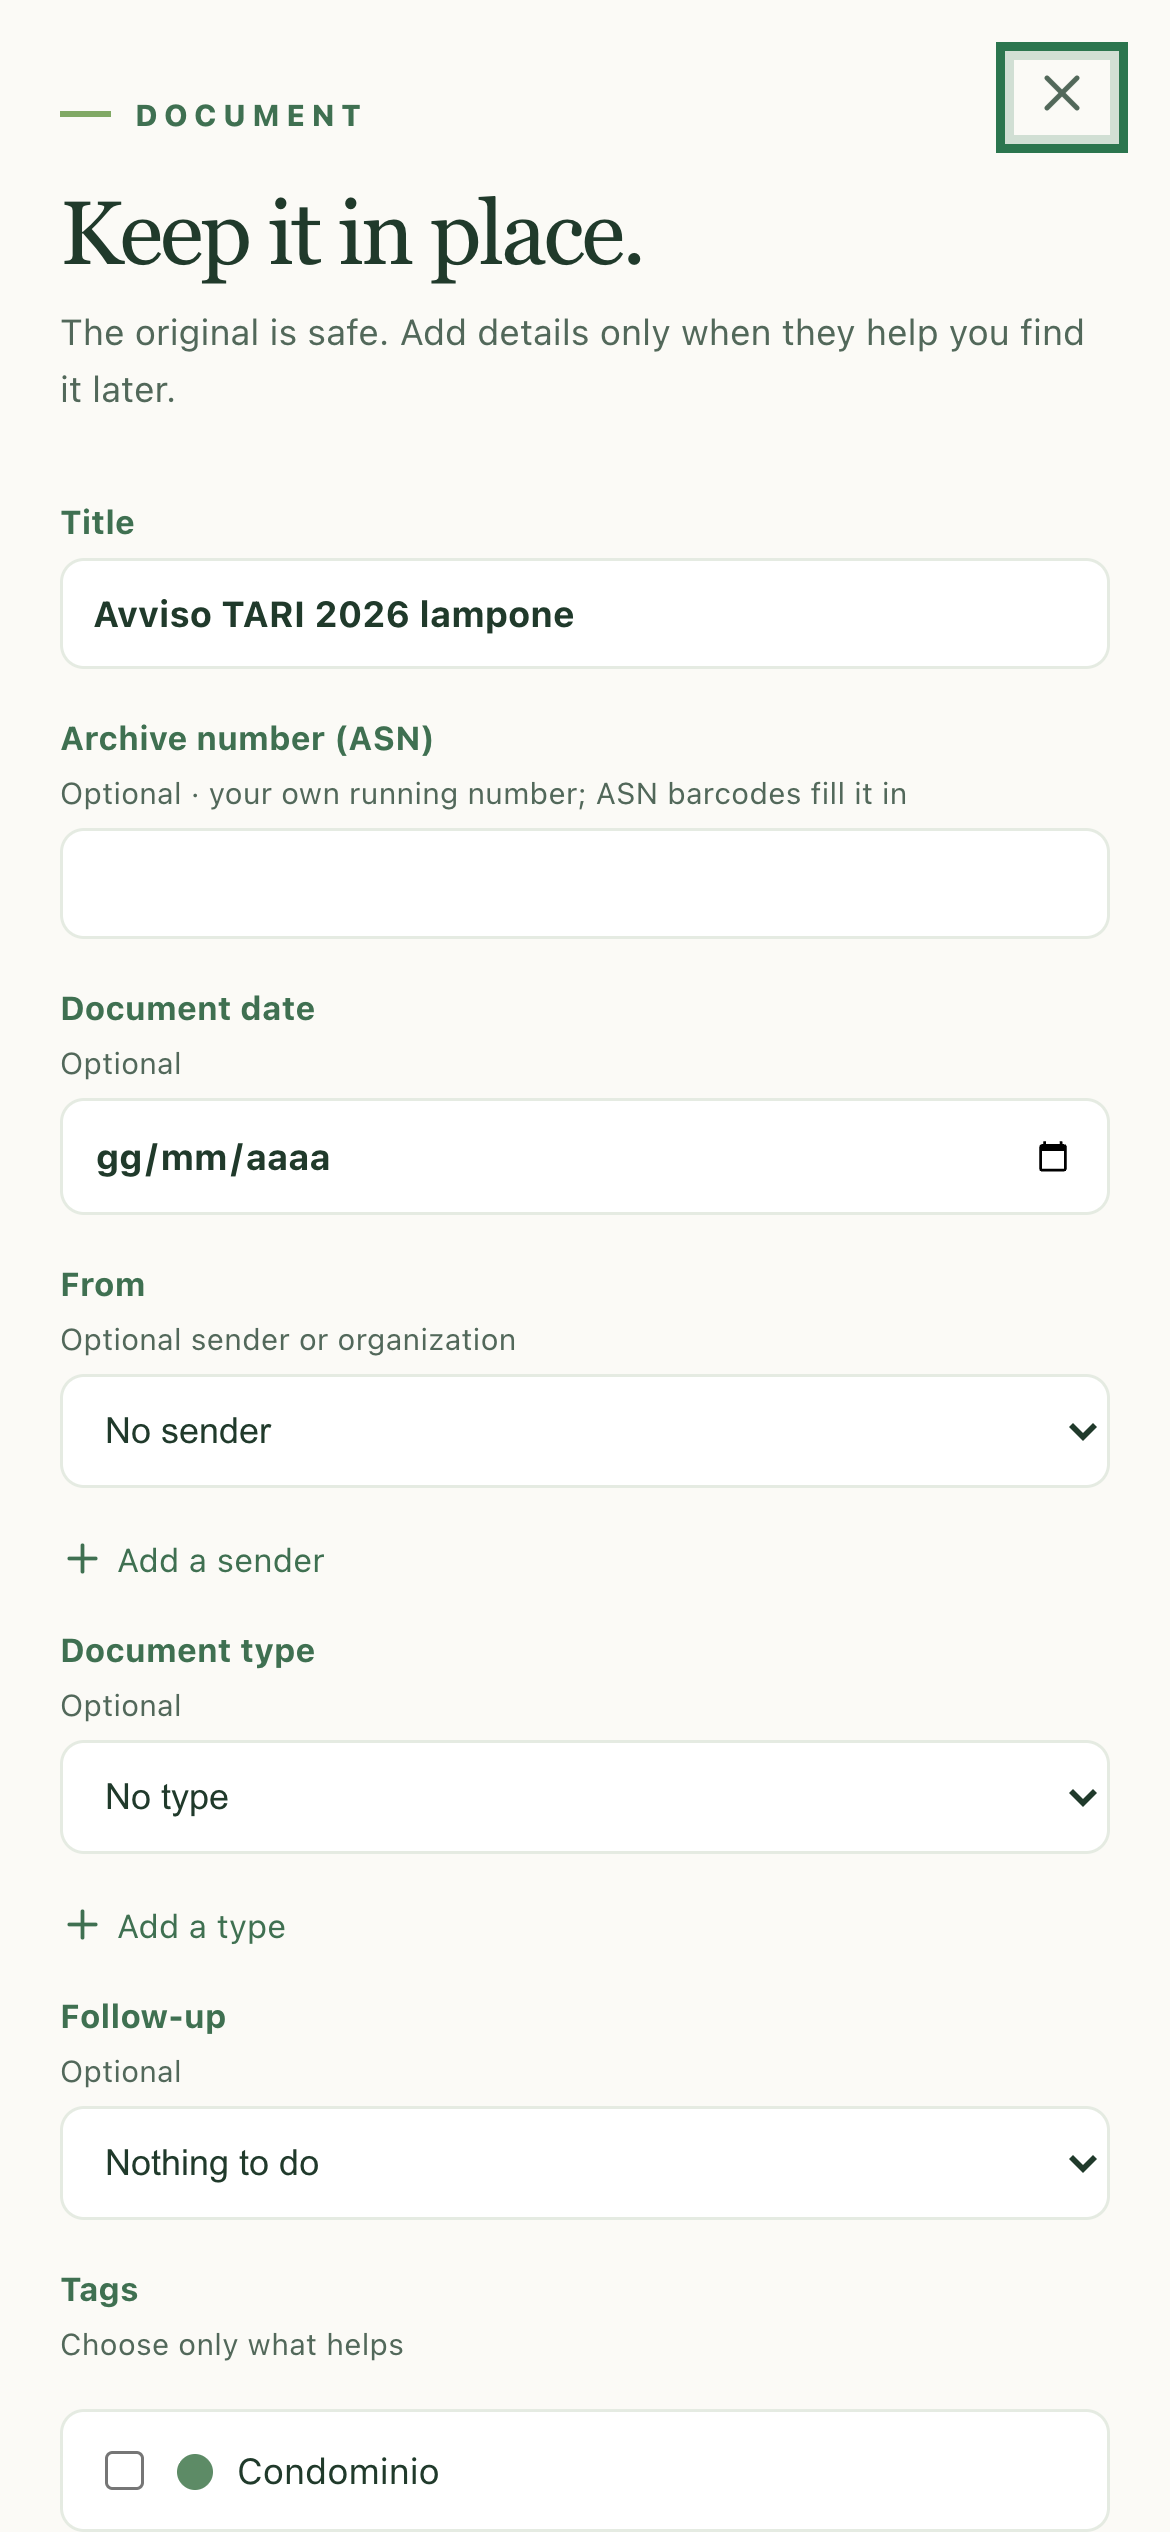 DOCUMENT
Keep it in place.
The original is safe. Add details only when they help you find
it later.
Title
Avviso TARI 2026 lampone
Archive number (ASN)
Optional · your own running number; ASN barcodes fill it in
Document date
Optional
gg/mm/aaaa
From
Optional sender or organization
No sender
Add a sender
Document type
Optional
No type
Add a type
Follow-up
Optional
Nothing to do
Tags
Choose only what helps
Condominio